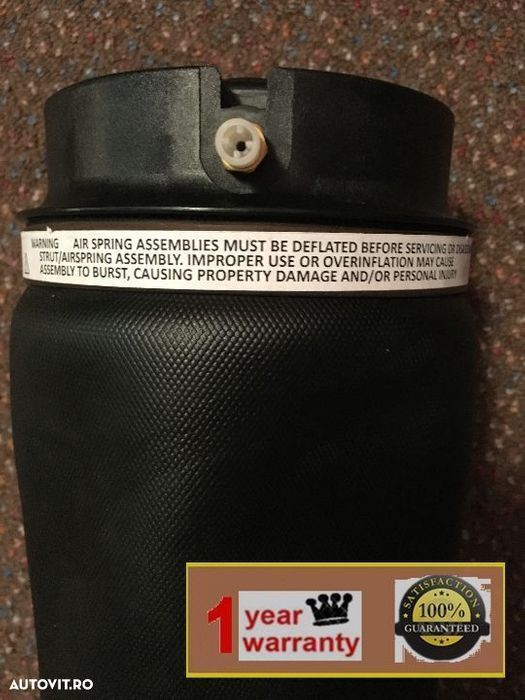 WARNING AIR SPRING ASSEMBLIES MUST BE DEFLATED BEFORE SERVICING OR
STRUT/AIRSPRING ASSEMBLY. IMPROPER USE OR OVERINFLATION MAY CAUSE
ASSEMBLY TO BURST, CAUSING PROPERTY DAMAGE AND/OR PERSONAL INJURY
1 year
warranty
SATISFACTION
100%
GUARANTEED
AUTOVIT.RO